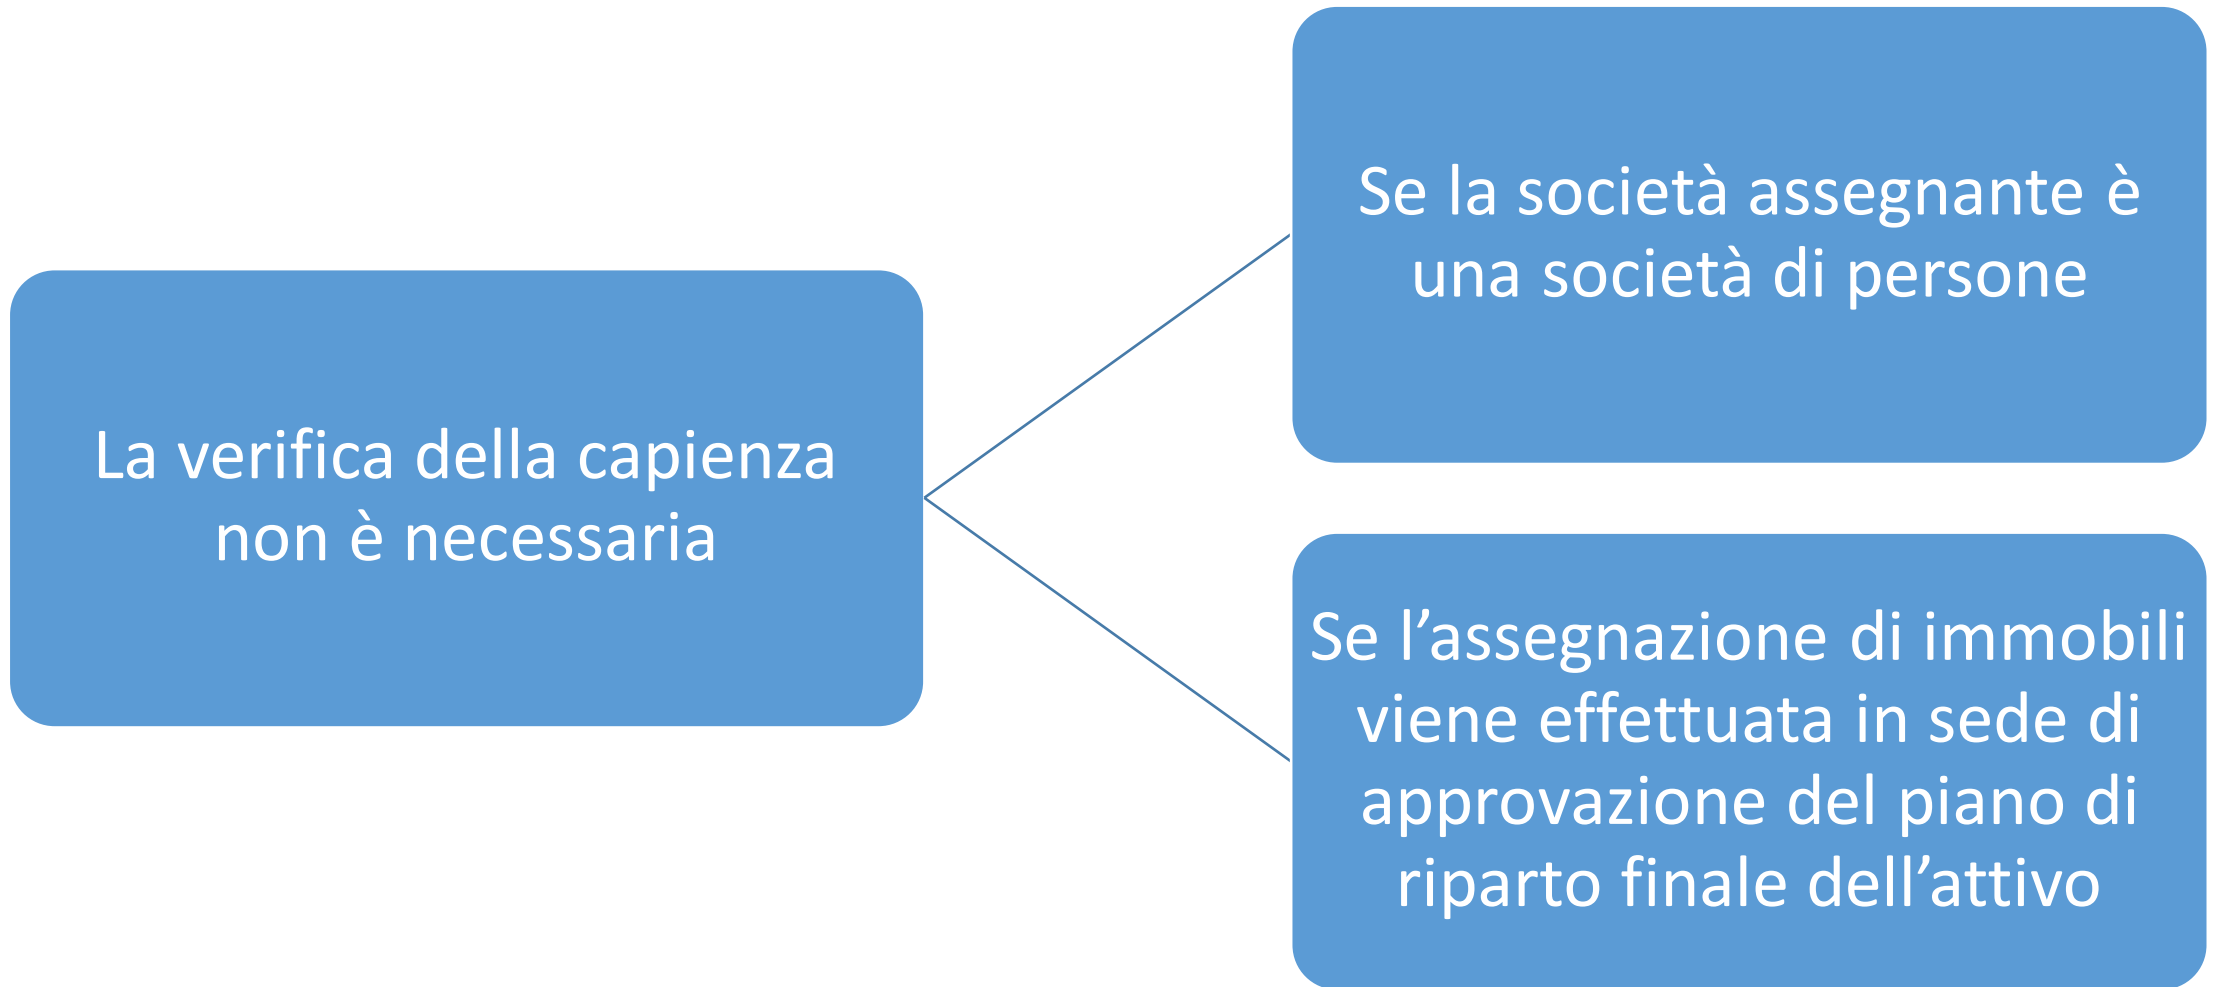 La verifica della capienza
non è necessaria
Se la società assegnante è
una società di persone
Se l’assegnazione di immobili
viene effettuata in sede di
approvazione del piano di
riparto finale dell’attivo